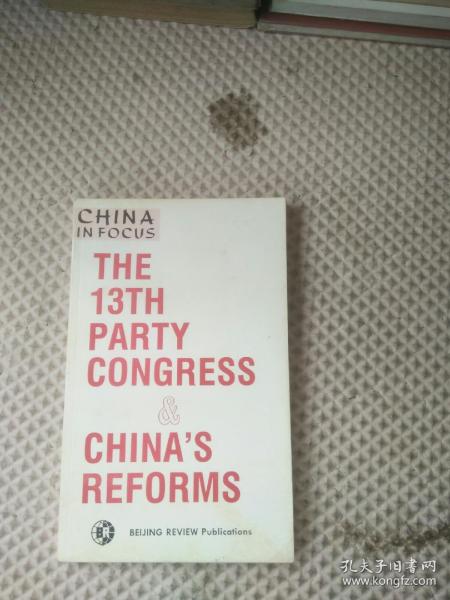 CHINA
IN FOCUS
THE
13TH
PARTY
CONGRESS
&
CHINA'S
REFORMS
BR
BEIJING REVIEW Publications
孔夫子旧书网
www.kongfz.com